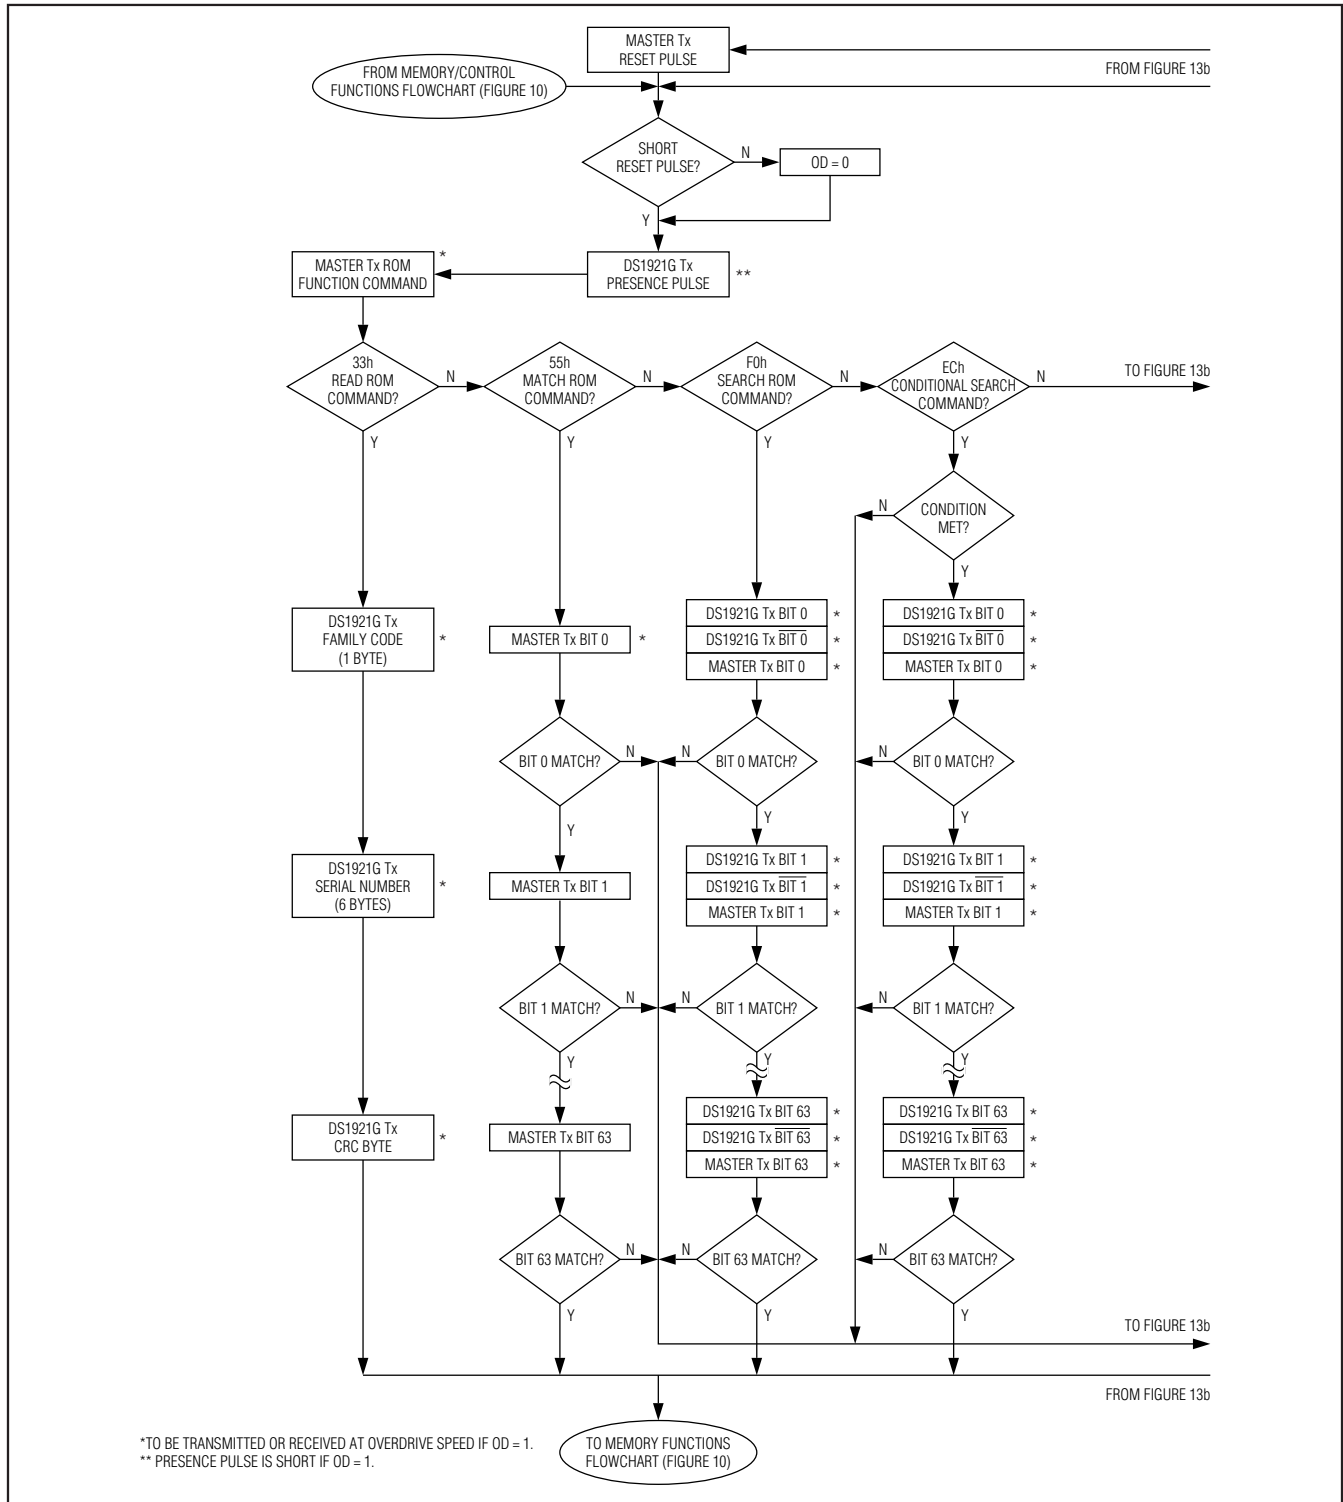 MASTER Tx
RESET PULSE
FROM FIGURE 13b
FROM MEMORY/CONTROL
FUNCTIONS FLOWCHART (FIGURE 10)
SHORT
RESET PULSE?
N
OD = 0
Y
MASTER Tx ROM
FUNCTION COMMAND
*
DS1921G Tx
PRESENCE PULSE
**
33h
READ ROM
COMMAND?
N
55h
MATCH ROM
COMMAND?
N
F0h
SEARCH ROM
COMMAND?
N
ECh
CONDITIONAL SEARCH
COMMAND?
N
TO FIGURE 13b
Y
Y
Y
Y
N
CONDITION
MET?
Y
DS1921G Tx
FAMILY CODE
(1 BYTE)
*
MASTER Tx BIT 0
*
DS1921G Tx BIT 0 *
DS1921G Tx B̅I̅T̅ ̅0̅ *
MASTER Tx BIT 0 *
DS1921G Tx BIT 0 *
DS1921G Tx B̅I̅T̅ ̅0̅ *
MASTER Tx BIT 0 *
BIT 0 MATCH?
N
N
BIT 0 MATCH?
N
BIT 0 MATCH?
Y
Y
Y
DS1921G Tx
SERIAL NUMBER
(6 BYTES)
*
MASTER Tx BIT 1
DS1921G Tx BIT 1 *
DS1921G Tx B̅I̅T̅ ̅1̅ *
MASTER Tx BIT 1 *
DS1921G Tx BIT 1 *
DS1921G Tx B̅I̅T̅ ̅1̅ *
MASTER Tx BIT 1 *
BIT 1 MATCH?
N
N
BIT 1 MATCH?
N
BIT 1 MATCH?
Y
Y
Y
DS1921G Tx
CRC BYTE
*
MASTER Tx BIT 63
DS1921G Tx BIT 63 *
DS1921G Tx B̅I̅T̅ ̅6̅3̅ *
MASTER Tx BIT 63 *
DS1921G Tx BIT 63 *
DS1921G Tx B̅I̅T̅ ̅6̅3̅ *
MASTER Tx BIT 63 *
BIT 63 MATCH?
N
N
BIT 63 MATCH?
N
BIT 63 MATCH?
Y
Y
Y
TO FIGURE 13b
FROM FIGURE 13b
TO MEMORY FUNCTIONS
FLOWCHART (FIGURE 10)
*TO BE TRANSMITTED OR RECEIVED AT OVERDRIVE SPEED IF OD = 1.
** PRESENCE PULSE IS SHORT IF OD = 1.